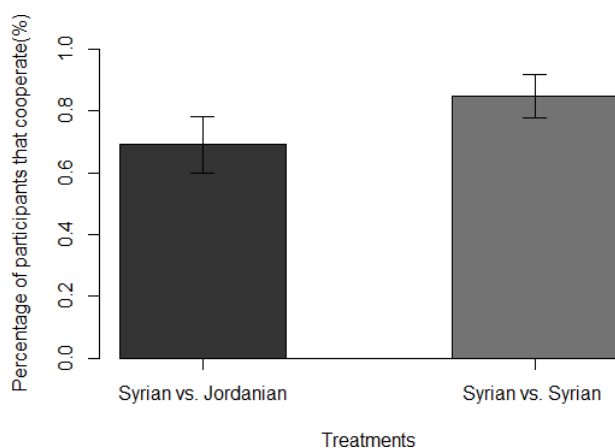 Percentage of participants that cooperate(%)
1.0
0.8
0.6
0.4
0.2
0.0
Syrian vs. Jordanian
Syrian vs. Syrian
Treatments